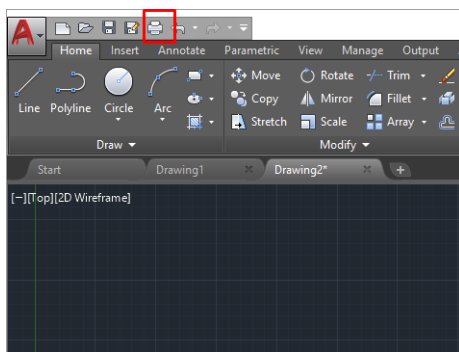 A
Home Insert Annotate Parametric View Manage Output
Move Rotate Trim
Copy Mirror Fillet
Line Polyline Circle Arc
Stretch Scale Array
Draw Modify
Start Drawing1 Drawing2*
[−][Top][2D Wireframe]